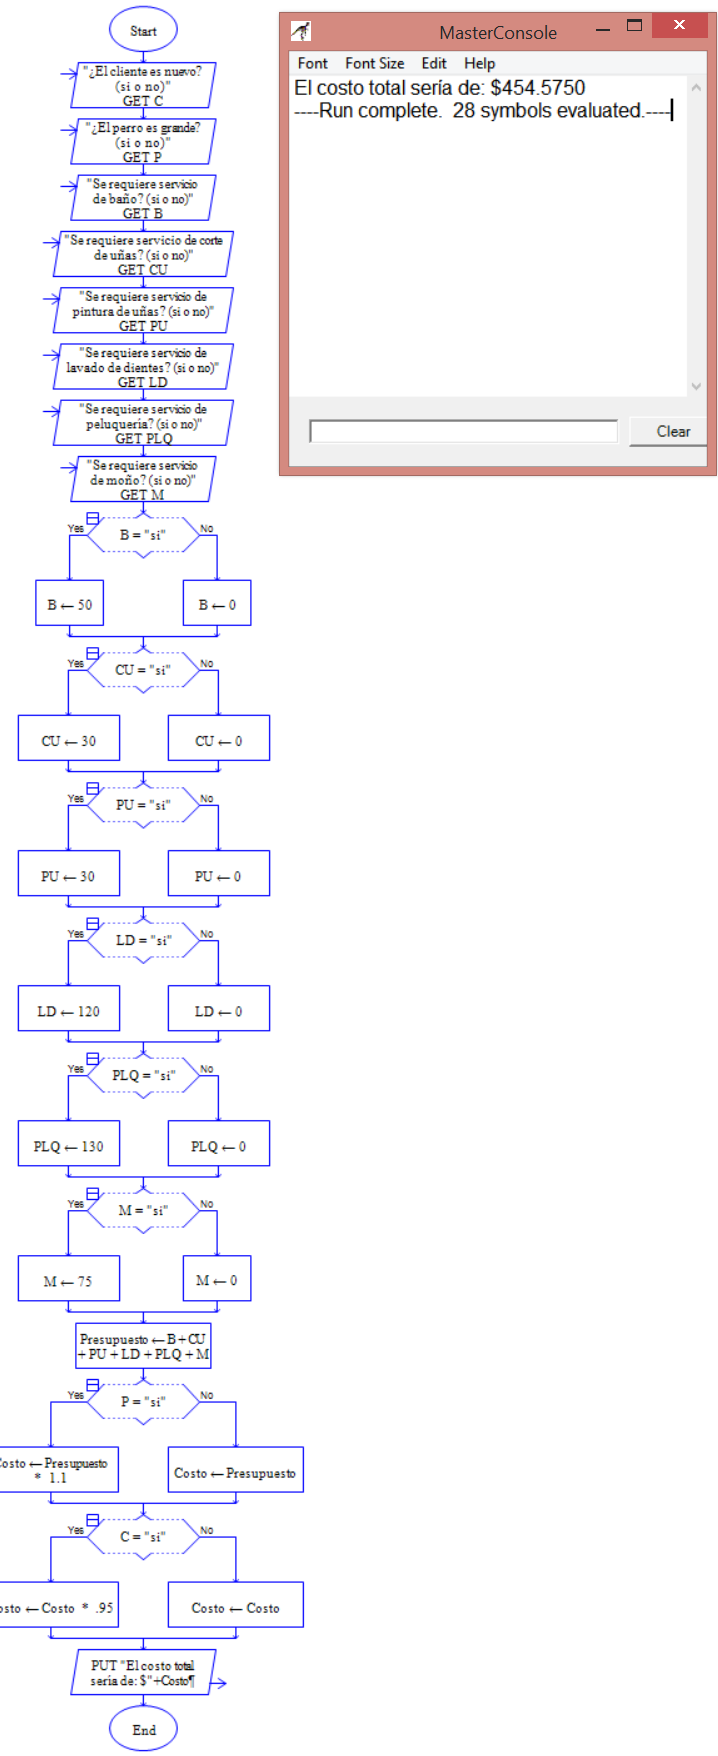 Start
"¿El cliente es nuevo?
(si o no)"
GET C
"¿El perro es grande?
(si o no)"
GET P
"Se requiere servicio
de baño? (si o no)"
GET B
"Se requiere servicio de corte
de uñas? (si o no)"
GET CU
"Se requiere servicio de
pintura de uñas? (si o no)"
GET PU
"Se requiere servicio de
lavado de dientes? (si o no)"
GET LD
"Se requiere servicio de
peluquería? (si o no)"
GET PLQ
"Se requiere servicio
de moño? (si o no)"
GET M
Yes
B = "si"
No
B ← 50
B ← 0
Yes
CU = "si"
No
CU ← 30
CU ← 0
Yes
PU = "si"
No
PU ← 30
PU ← 0
Yes
LD = "si"
No
LD ← 120
LD ← 0
Yes
PLQ = "si"
No
PLQ ← 130
PLQ ← 0
Yes
M = "si"
No
M ← 75
M ← 0
Presupuesto ← B + CU
+ PU + LD + PLQ + M
Yes
P = "si"
No
osto ← Presupuesto
* 1.1
Costo ← Presupuesto
Yes
C = "si"
No
osto ← Costo * .95
Costo ← Costo
PUT "El costo total
sería de: $"+Costo¶
End
MasterConsole
Font Font Size Edit Help
El costo total sería de: $454.5750
----Run complete. 28 symbols evaluated.----
Clear